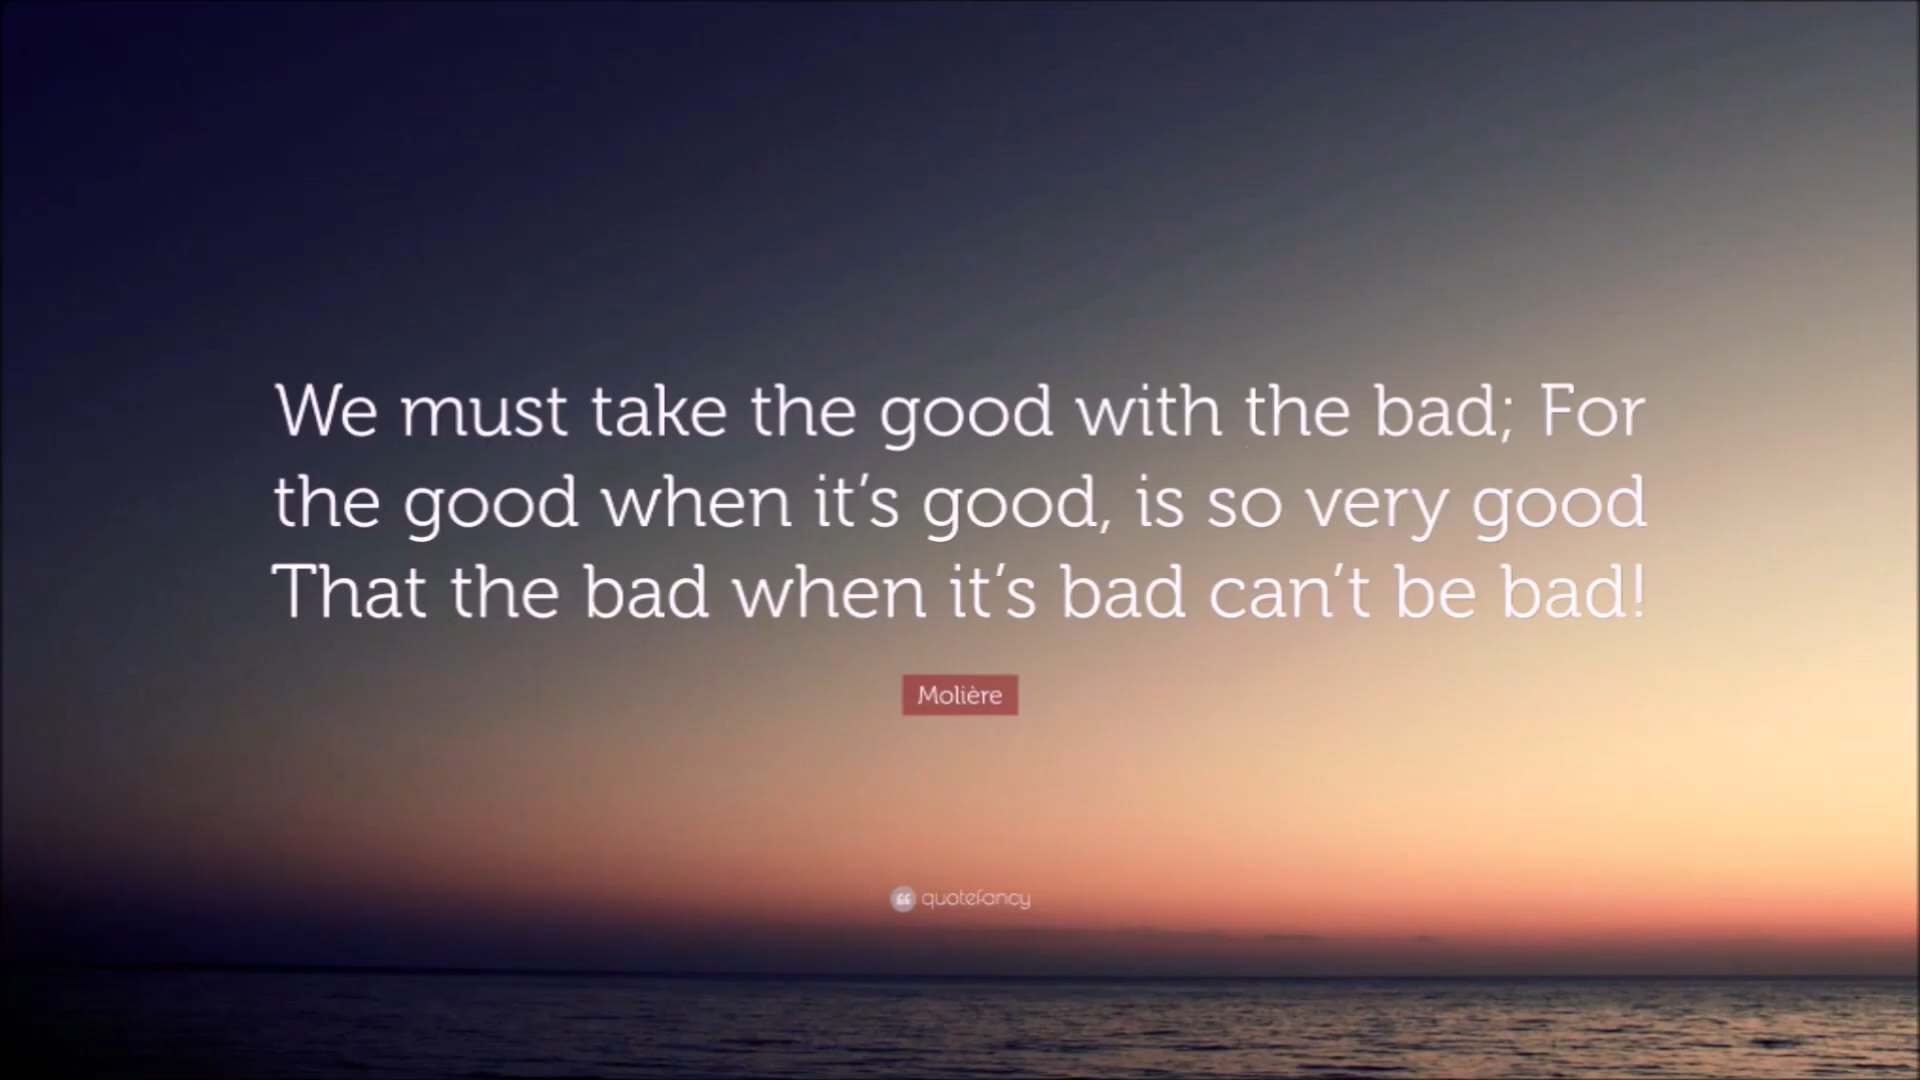 We must take the good with the bad; For
the good when it’s good, is so very good
That the bad when it’s bad can’t be bad!
Molière
quotefancy